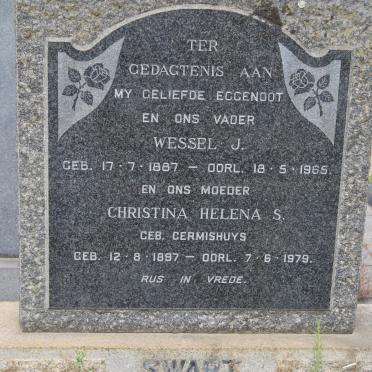 TER
GEDAGTENIS AAN
MY GELIEFDE EGGENOOT
EN ONS VADER
WESSEL J.
GEB. 17·7·1887 — OORL. 18·5·1965.
EN ONS MOEDER
CHRISTINA HELENA S.
GEB. GERMISHUYS
GEB. 12·8·1897 — OORL. 7·6·1979.
RUS IN VREDE.
SWART